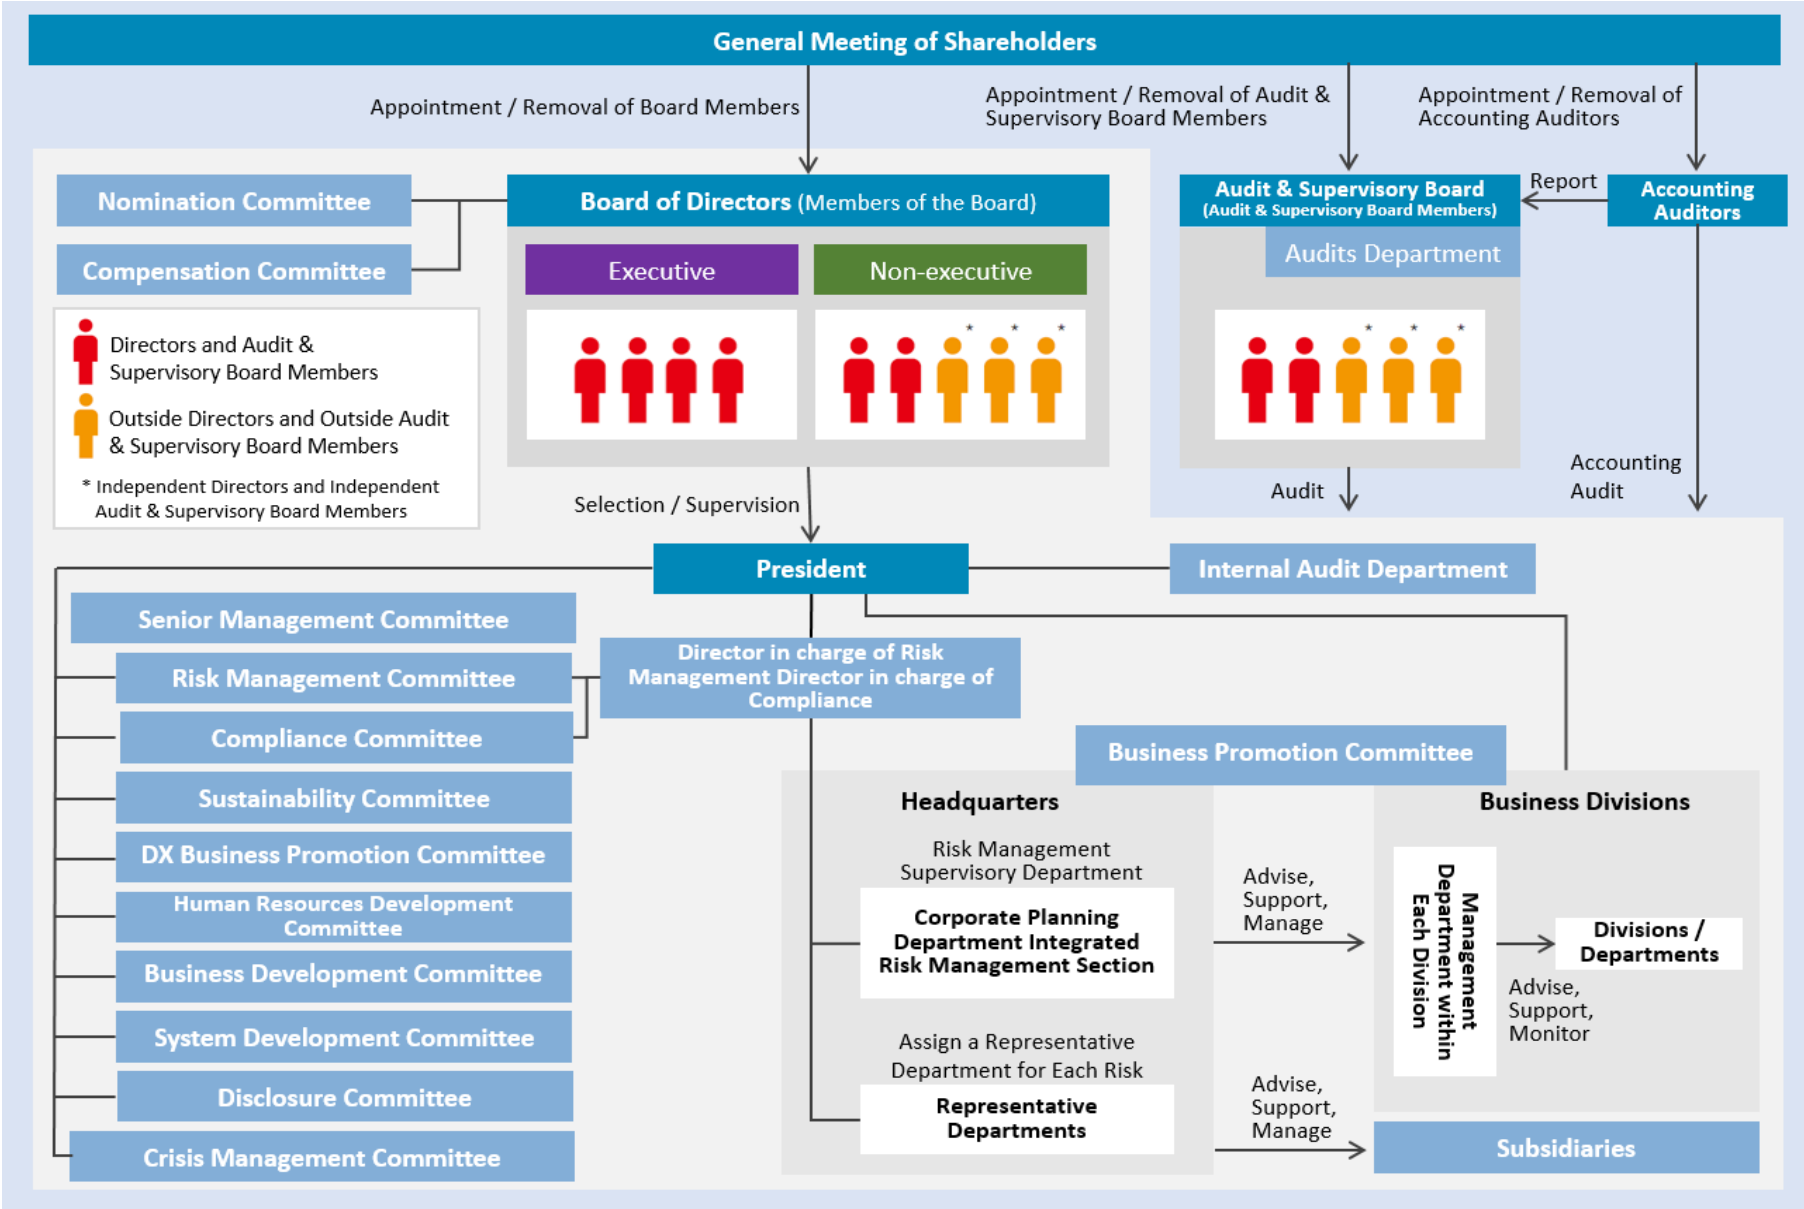 General Meeting of Shareholders
Appointment / Removal of Board Members
Appointment / Removal of Audit &
Supervisory Board Members
Appointment / Removal of
Accounting Auditors
Nomination Committee
Compensation Committee
Board of Directors (Members of the Board)
Executive
Non-executive
* * *
Audit & Supervisory Board
(Audit & Supervisory Board Members)
Audits Department
* * *
Report
Accounting
Auditors
Directors and Audit &
Supervisory Board Members
Outside Directors and Outside Audit
& Supervisory Board Members
* Independent Directors and Independent
Audit & Supervisory Board Members
Selection / Supervision
Audit
Accounting
Audit
President
Internal Audit Department
Senior Management Committee
Risk Management Committee
Compliance Committee
Sustainability Committee
DX Business Promotion Committee
Human Resources Development
Committee
Business Development Committee
System Development Committee
Disclosure Committee
Crisis Management Committee
Director in charge of Risk
Management Director in charge of
Compliance
Business Promotion Committee
Headquarters
Risk Management
Supervisory Department
Corporate Planning
Department Integrated
Risk Management Section
Assign a Representative
Department for Each Risk
Representative
Departments
Advise,
Support,
Manage
Advise,
Support,
Manage
Business Divisions
Management
Department within
Each Division
Divisions /
Departments
Advise,
Support,
Monitor
Subsidiaries